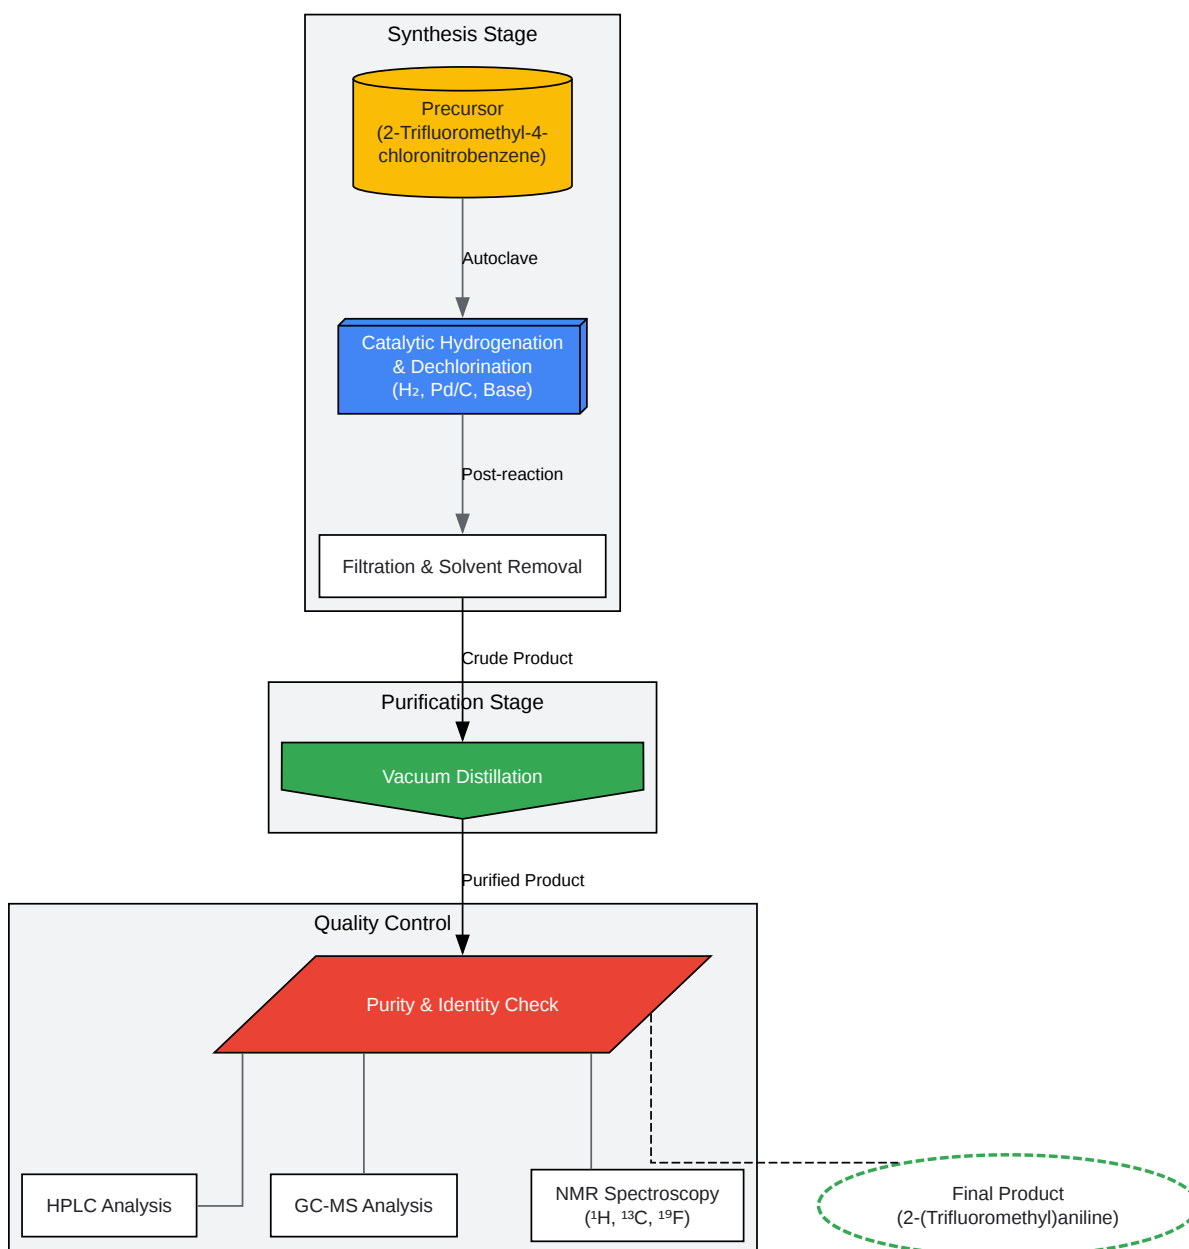 Synthesis Stage
Precursor
(2-Trifluoromethyl-4-
chloronitrobenzene)
Autoclave
Catalytic Hydrogenation
& Dechlorination
(H₂, Pd/C, Base)
Post-reaction
Filtration & Solvent Removal
Crude Product
Purification Stage
Vacuum Distillation
Purified Product
Quality Control
Purity & Identity Check
HPLC Analysis
GC-MS Analysis
NMR Spectroscopy
(¹H, ¹³C, ¹⁹F)
Final Product
(2-(Trifluoromethyl)aniline)